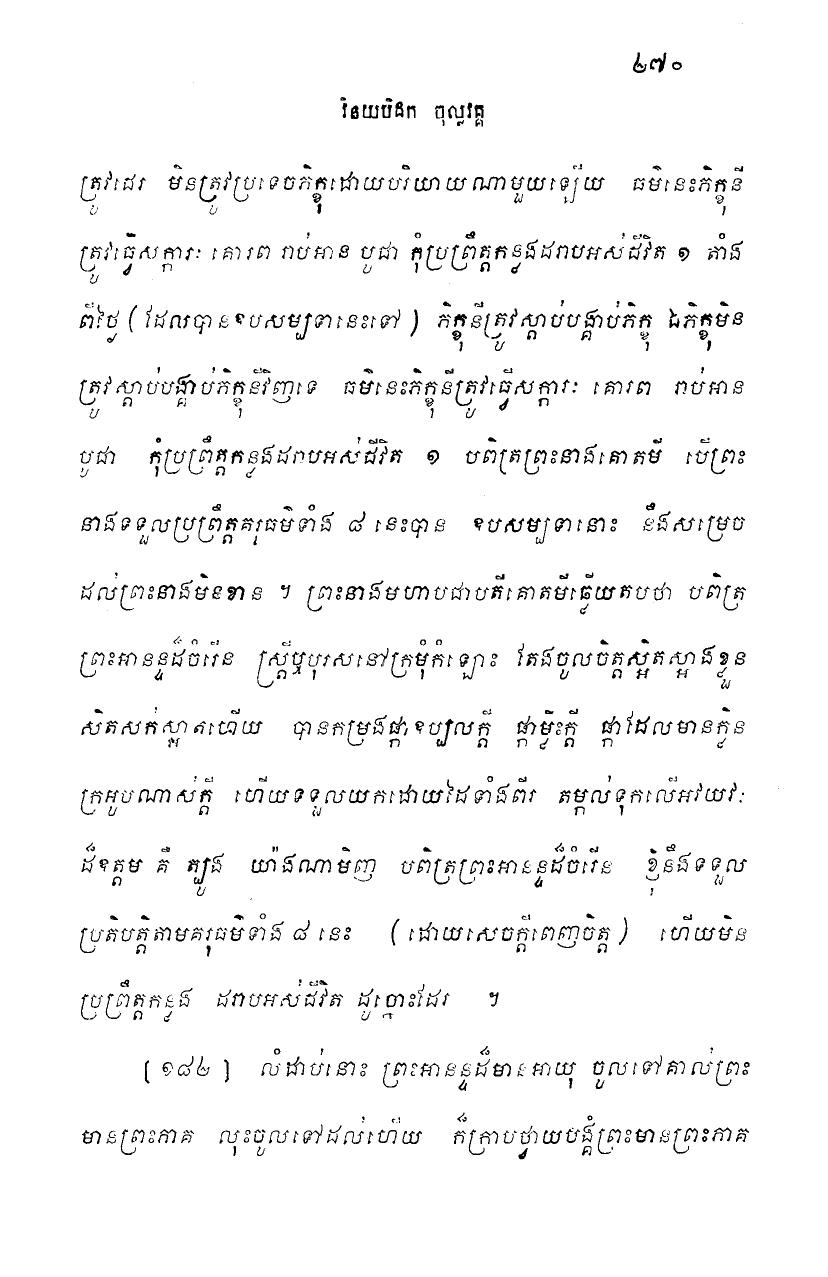 ២៧០
វិនយបិដក ចុល្លវគ្គ
ត្រូវជេរ មិនត្រូវប្រទេចភិក្ខុដោយបរិយាយណាមួយឡើយ ធម៌នេះភិក្ខុនី
ត្រូវធ្វើសក្ការៈ គោរព រាប់អាន បូជា កុំប្រព្រឹត្តកន្លងដរាបអស់ជីវិត ១ តាំង
ពីថ្ងៃ (ដែលបានឧបសម្បទានេះទៅ) ភិក្ខុនីត្រូវស្តាប់បង្គាប់ភិក្ខុ ឯភិក្ខុមិន
ត្រូវស្តាប់បង្គាប់ភិក្ខុនីវិញទេ ធម៌នេះភិក្ខុនីត្រូវធ្វើសក្ការៈ គោរព រាប់អាន
បូជា កុំប្រព្រឹត្តកន្លងដរាបអស់ជីវិត ១ បពិត្រព្រះនាងគោតមី បើព្រះ
នាងទទួលប្រព្រឹត្តគរុធម៌ទាំង ៨ នេះបាន ឧបសម្បទានោះ នឹងសម្រេច
ដល់ព្រះនាងមិនខាន ។ ព្រះនាងមហាបជាបតីគោតមីឆ្លើយតបថា បពិត្រ
ព្រះអានន្ទដ៏ចំរើន ស្ត្រីឬបុរសនៅក្រមុំកំឡោះ តែងចូលចិត្តស្អិតស្អាងខ្លួន
សិតសក់ស្អាតហើយ បានកម្រងផ្កាឧប្បលក្តី ផ្កាម្លិះក្តី ផ្កាដែលមានក្លិន
ក្រអូបណាស់ក្តី ហើយទទួលយកដោយដៃទាំងពីរ តម្កល់ទុកលើអវយវៈ
ដ៏ឧត្តម គឺ ត្បូង យ៉ាងណាមិញ បពិត្រព្រះអានន្ទដ៏ចំរើន ខ្ញុំនឹងទទួល
ប្រតិបត្តិតាមគរុធម៌ទាំង ៨ នេះ (ដោយសេចក្តីពេញចិត្ត) ហើយមិន
ប្រព្រឹត្តកន្លង ដរាបអស់ជីវិត ដូច្នោះដែរ ។
[១៨៤] លំដាប់នោះ ព្រះអានន្ទដ៏មានអាយុ ចូលទៅគាល់ព្រះ
មានព្រះភាគ លុះចូលទៅដល់ហើយ ក៏ក្រាបថ្វាយបង្គំព្រះមានព្រះភាគ